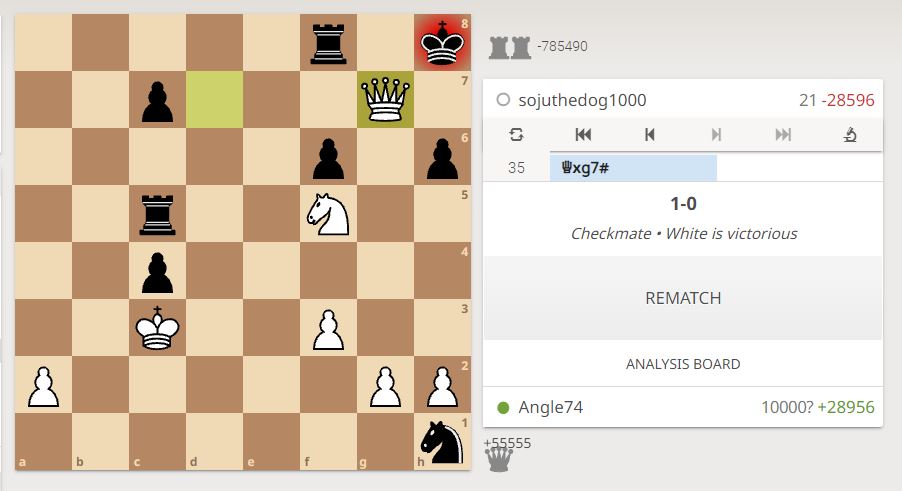 8
-785490
7
sojuthedog1000 21 -28596
6
35 ♕xg7#
5
1-0
Checkmate • White is victorious
4
REMATCH
3
ANALYSIS BOARD
2
Angle74 10000? +28956
1
+55555
a b c d e f g h